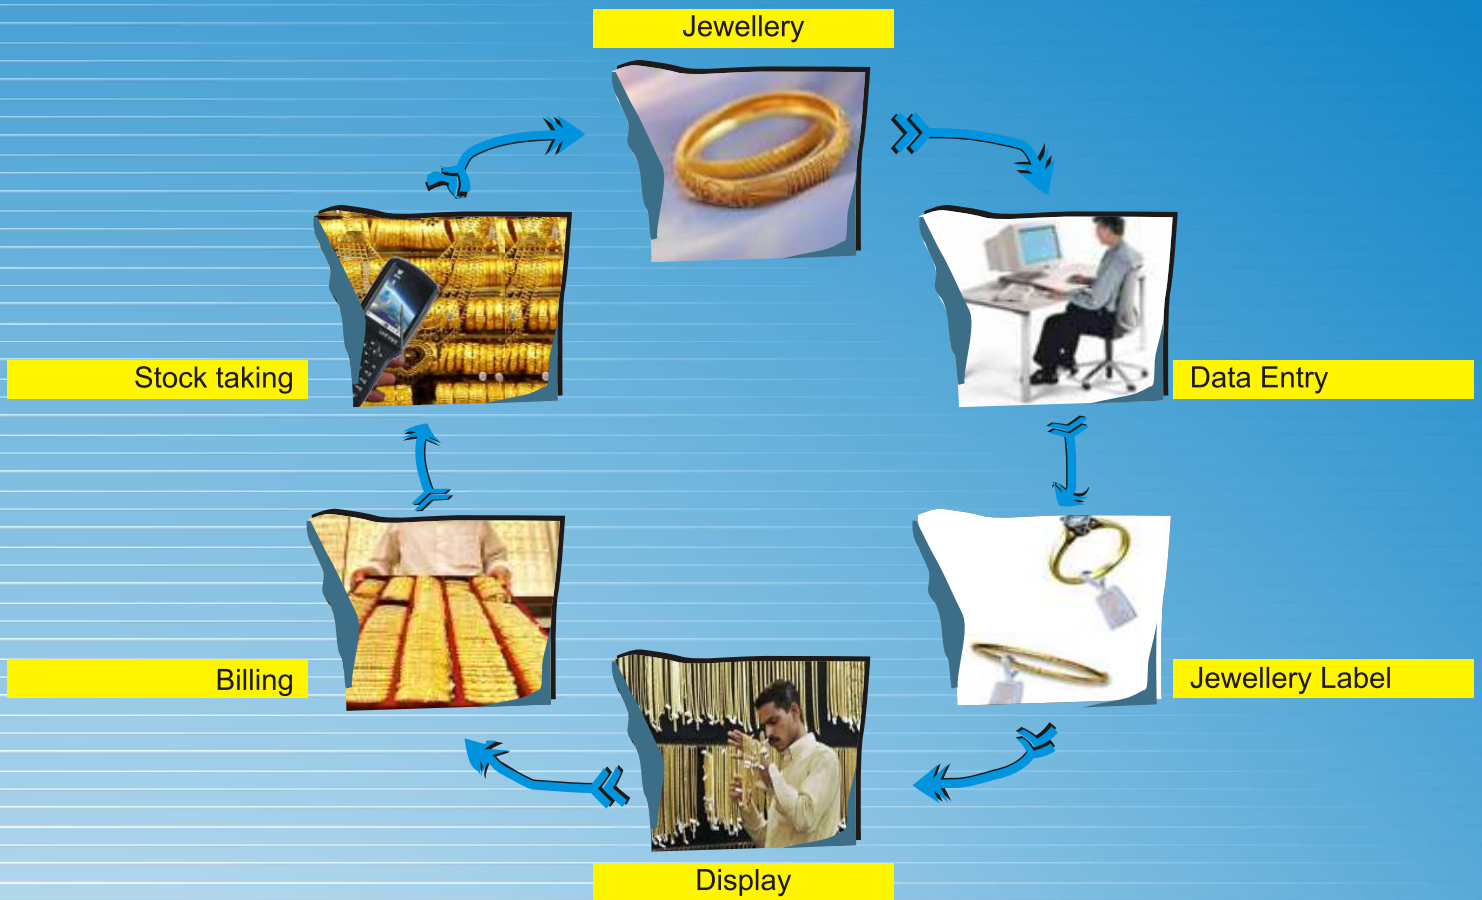 Jewellery
Stock taking
Data Entry
Billing
Jewellery Label
Display